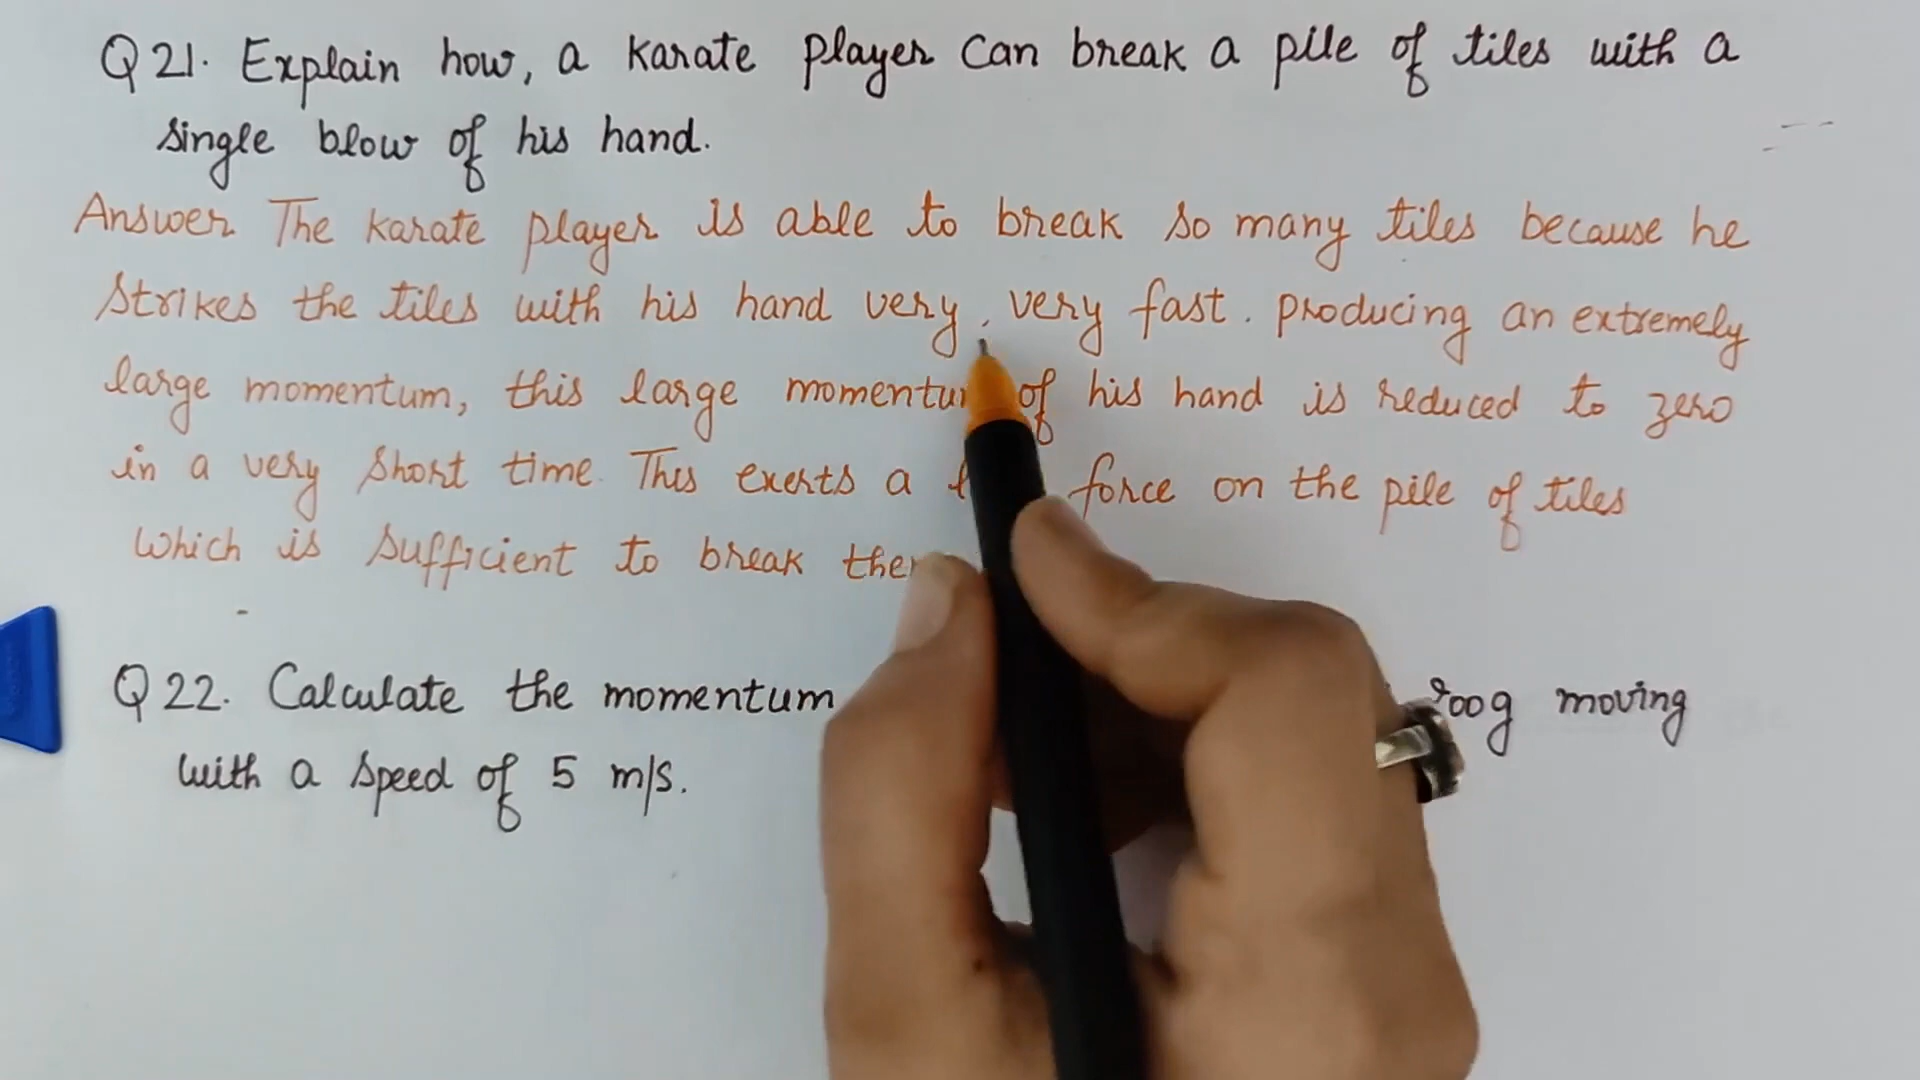 Q21. Explain how, a karate player can break a pile of tiles with a
single blow of his hand.
Answer The karate player is able to break so many tiles because he
strikes the tiles with his hand very, very fast. producing an extremely
large momentum, this large momentum of his hand is reduced to zero
in a very short time. This exerts a force on the pile of tiles
which is sufficient to break
Q22. Calculate the momentum moving
with a speed of 5 m/s.